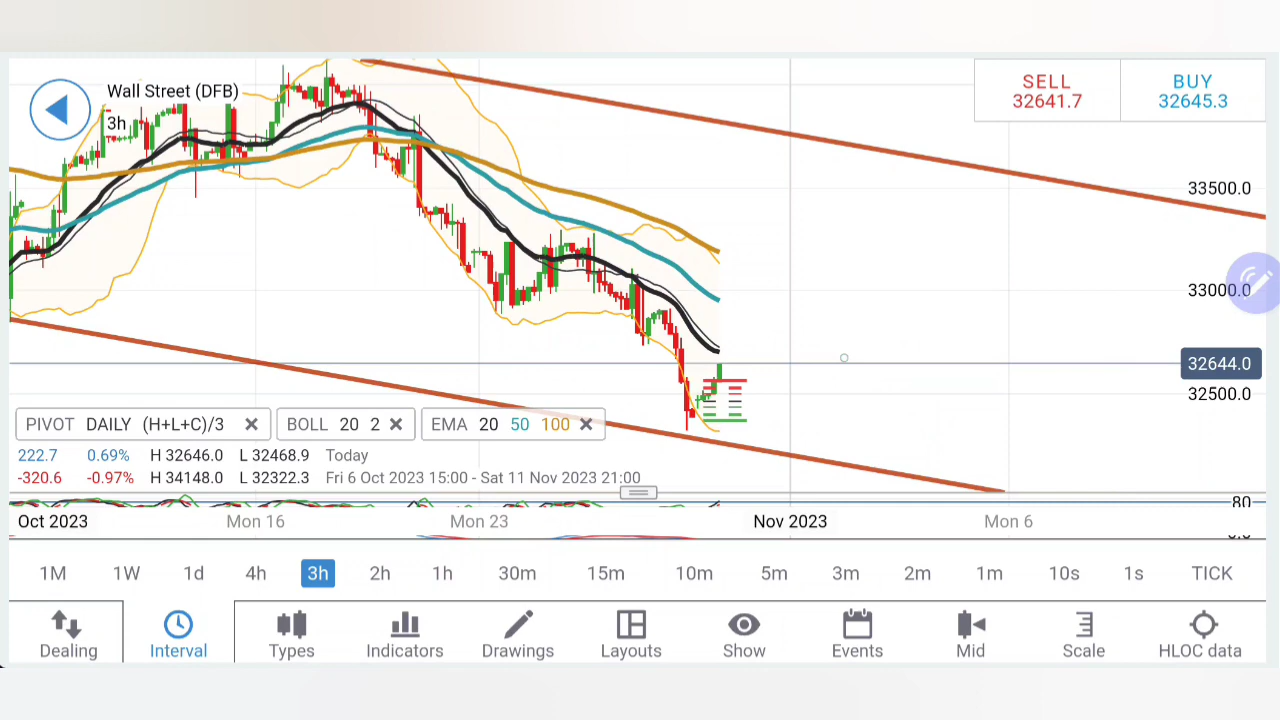 Wall Street (DFB)
3h
SELL
32641.7
BUY
32645.3
33500.0
33000.0
32644.0
32500.0
PIVOT DAILY (H+L+C)/3
BOLL 20 2
EMA 20 50 100
222.7 0.69% H 32646.0 L 32468.9 Today
-320.6 -0.97% H 34148.0 L 32322.3 Fri 6 Oct 2023 15:00 - Sat 11 Nov 2023 21:00
80
Oct 2023 Mon 16 Mon 23 Nov 2023 Mon 6
1M 1W 1d 4h 3h 2h 1h 30m 15m 10m 5m 3m 2m 1m 10s 1s TICK
Dealing Interval Types Indicators Drawings Layouts Show Events Mid Scale HLOC data